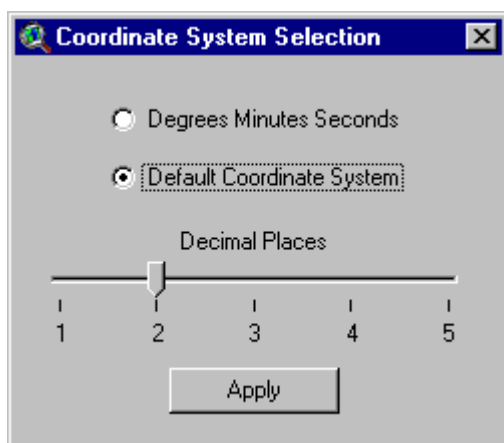 Coordinate System Selection
Degrees Minutes Seconds
Default Coordinate System
Decimal Places
1 2 3 4 5
Apply